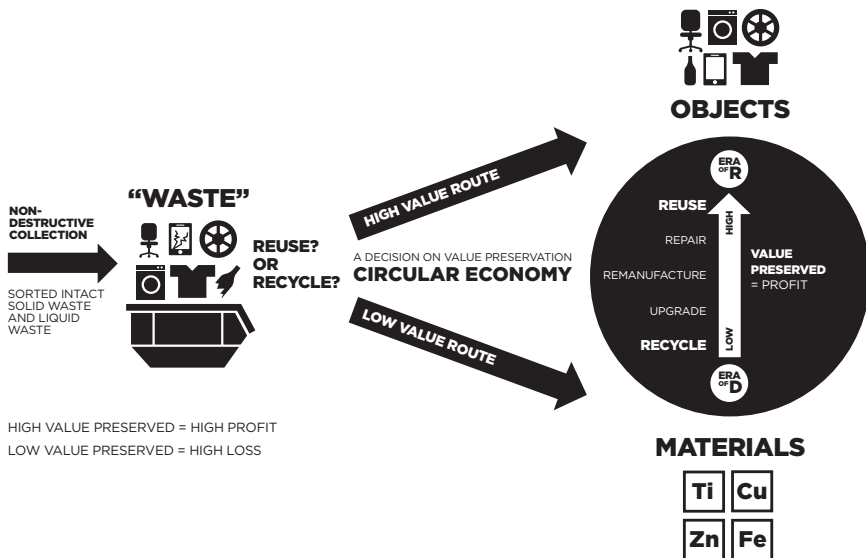 NON-
DESTRUCTIVE
COLLECTION
SORTED INTACT
SOLID WASTE
AND LIQUID
WASTE
“WASTE”
REUSE?
OR
RECYCLE?
HIGH VALUE ROUTE
A DECISION ON VALUE PRESERVATION
CIRCULAR ECONOMY
LOW VALUE ROUTE
OBJECTS
ERA
OF R
REUSE
REPAIR
REMANUFACTURE
UPGRADE
RECYCLE
HIGH
LOW
VALUE
PRESERVED
= PROFIT
ERA
OF D
MATERIALS
Ti Cu
Zn Fe
HIGH VALUE PRESERVED = HIGH PROFIT
LOW VALUE PRESERVED = HIGH LOSS